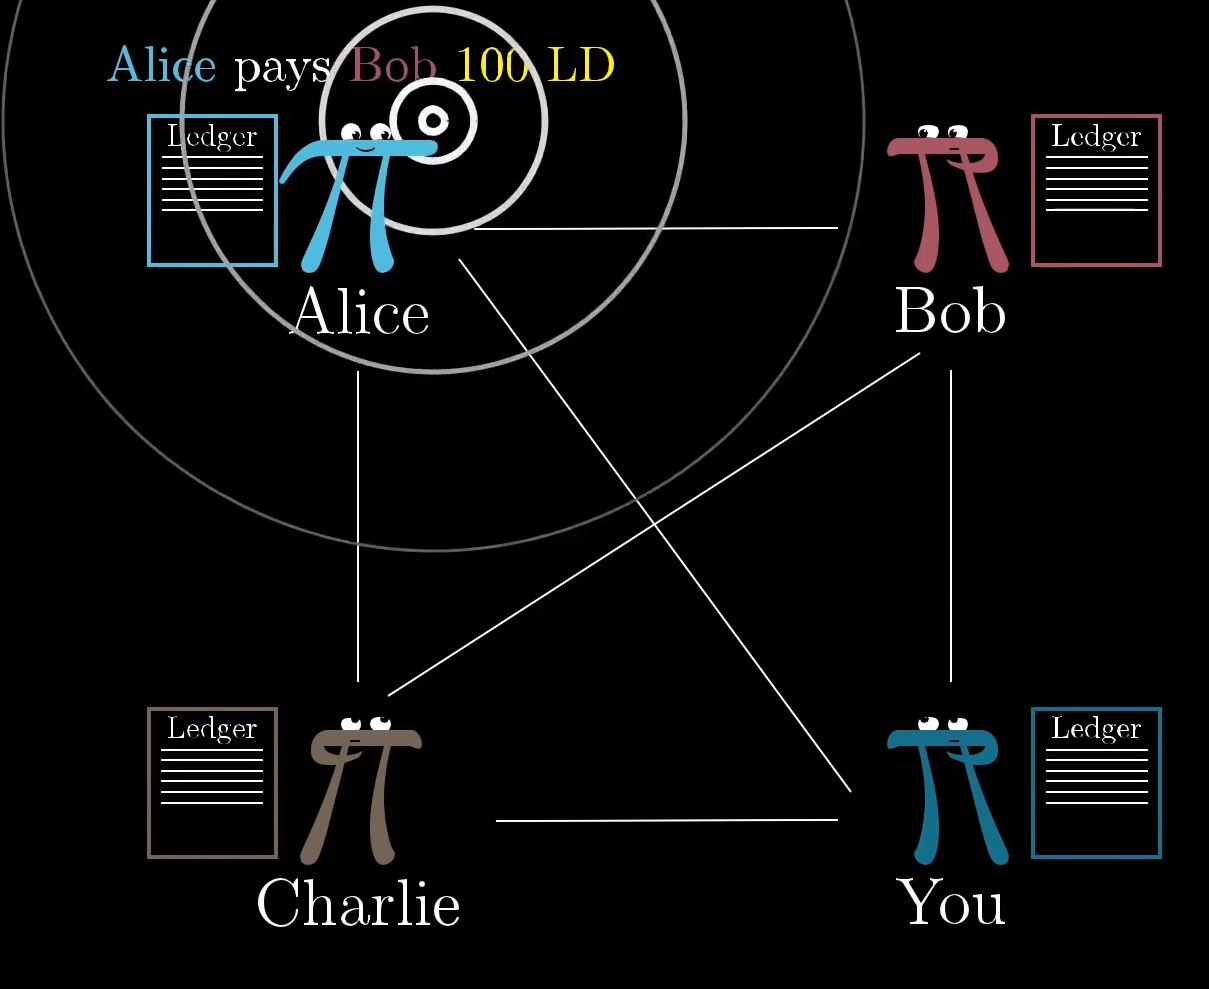 Alice pays Bob 100 LD
Ledger
Ledger
Alice
Bob
Ledger
Ledger
Charlie
You